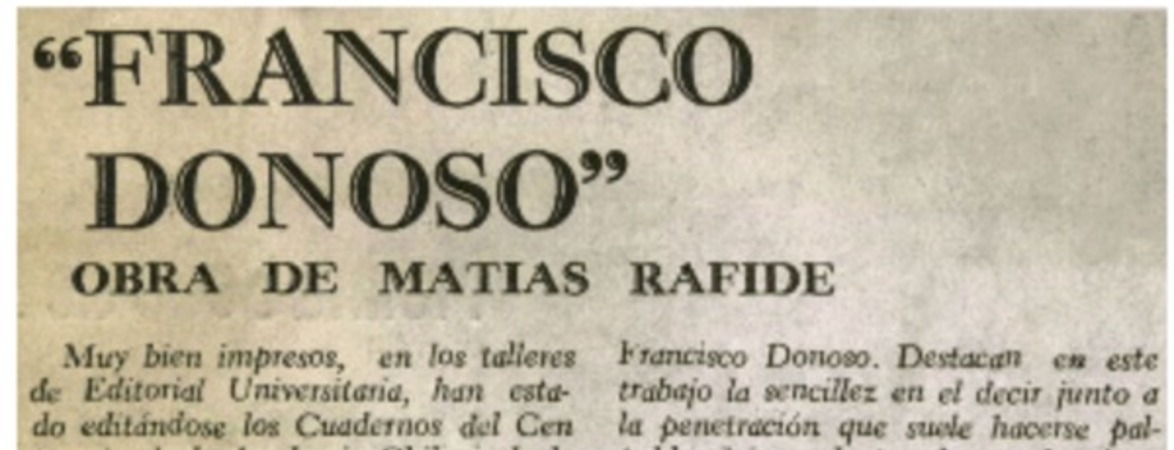 “FRANCISCO
DONOSO”
OBRA DE MATIAS RAFIDE
Muy bien impresos, en los talleres
de Editorial Universitaria, han esta-
do editándose los Cuadernos del Cen
Francisco Donoso. Destacan en este
trabajo la sencillez en el decir junto a
la penetración que suele hacerse pal-